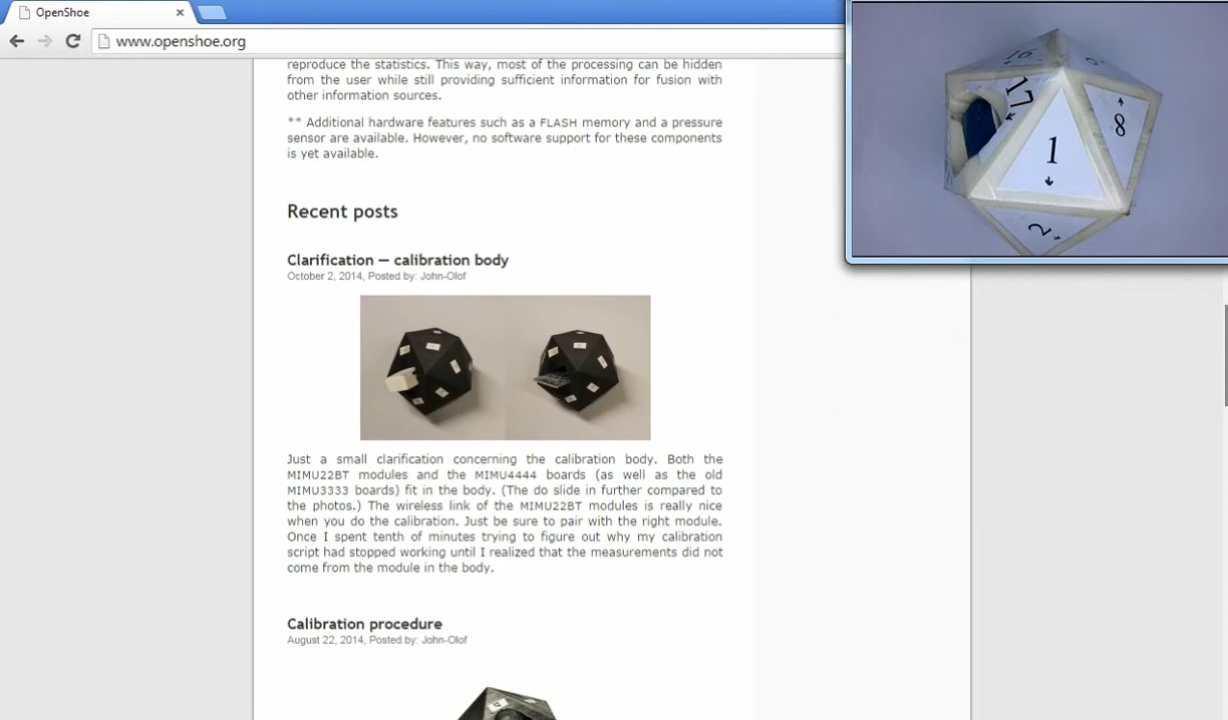 OpenShoe
www.openshoe.org
reproduce the statistics. This way, most of the processing can be hidden
from the user while still providing sufficient information for fusion with
other information sources.
** Additional hardware features such as a FLASH memory and a pressure
sensor are available. However, no software support for these components
is yet available.
Recent posts
Clarification — calibration body
October 2, 2014, Posted by: John-Olof
Just a small clarification concerning the calibration body. Both the
MIMU22BT modules and the MIMU4444 boards (as well as the old
MIMU3333 boards) fit in the body. (The do slide in further compared to
the photos.) The wireless link of the MIMU22BT modules is really nice
when you do the calibration. Just be sure to pair with the right module.
Once I spent tenth of minutes trying to figure out why my calibration
script had stopped working until I realized that the measurements did not
come from the module in the body.
Calibration procedure
August 22, 2014, Posted by: John-Olof
16
17
8
1
2